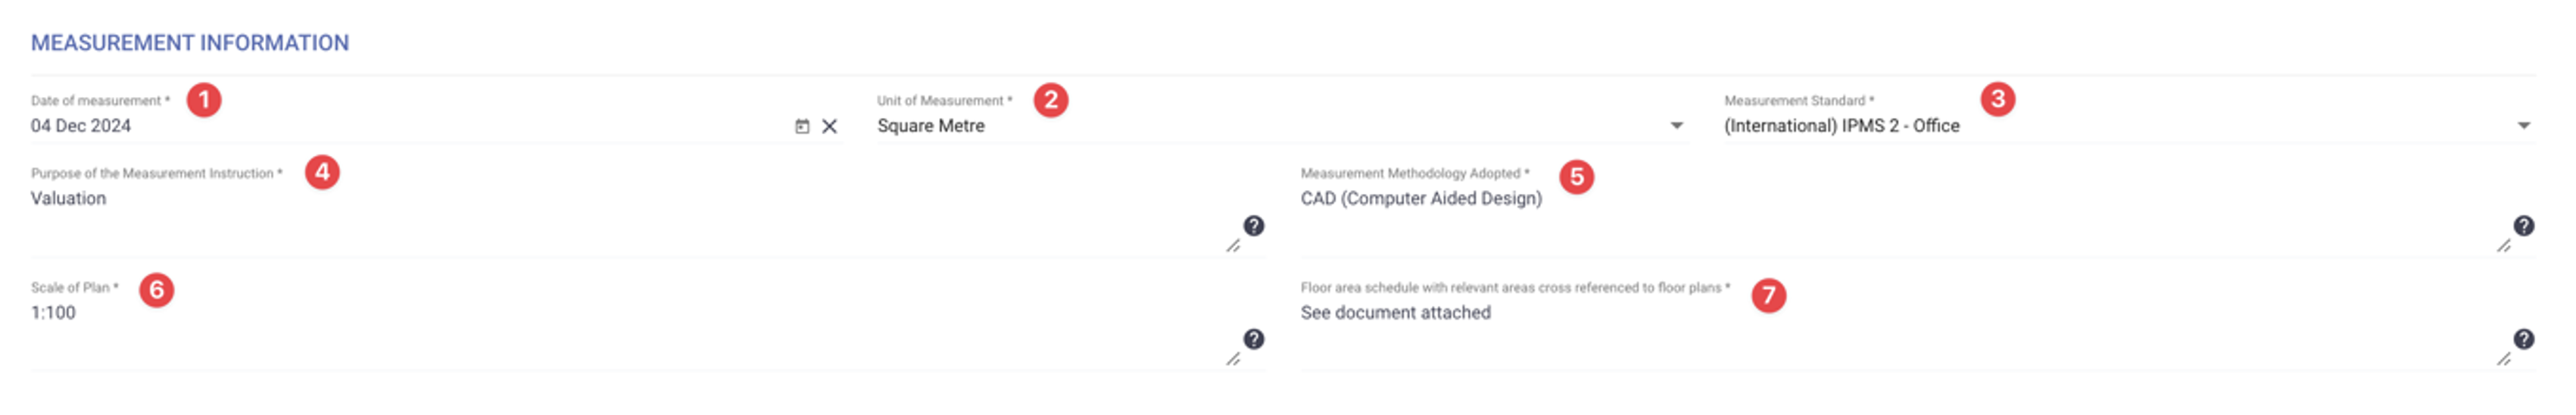 MEASUREMENT INFORMATION
Date of measurement * 1
04 Dec 2024
Unit of Measurement * 2
Square Metre
Measurement Standard * 3
(International) IPMS 2 - Office
Purpose of the Measurement Instruction * 4
Valuation
?
Measurement Methodology Adopted * 5
CAD (Computer Aided Design)
?
Scale of Plan * 6
1:100
?
Floor area schedule with relevant areas cross referenced to floor plans * 7
See document attached
?